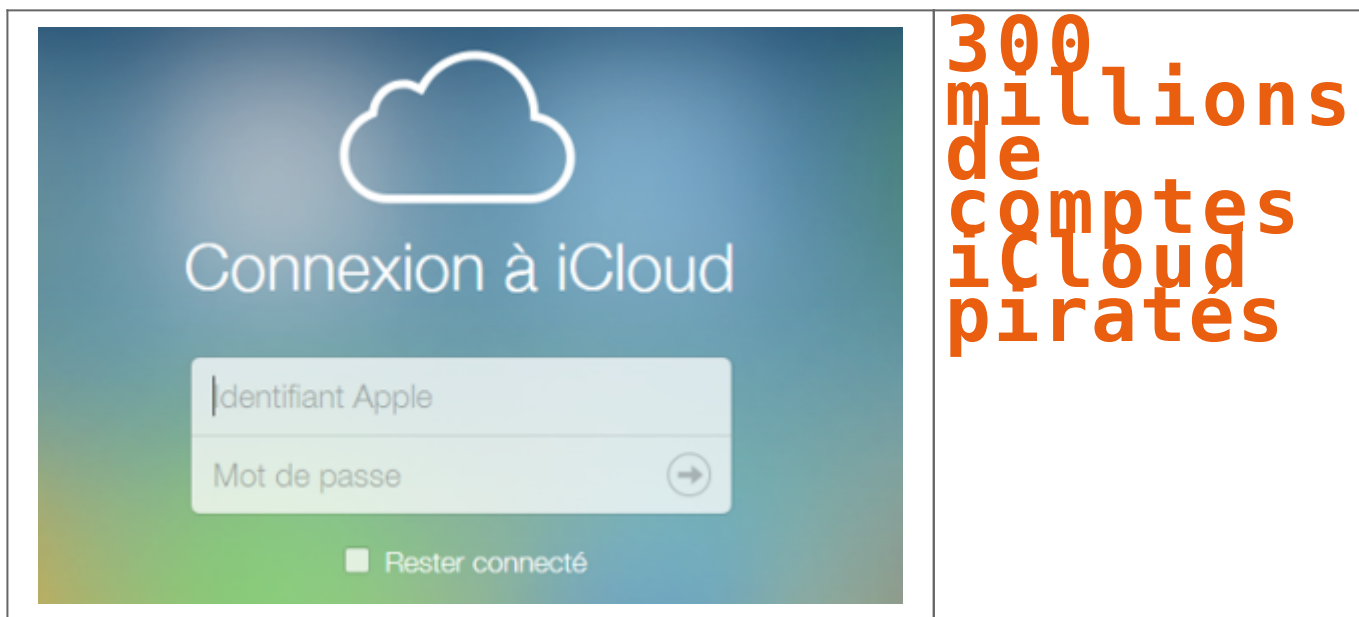 Connexion à iCloud
Identifiant Apple
Mot de passe
Rester connecté
300
millions
de
comptes
iCloud
piratés